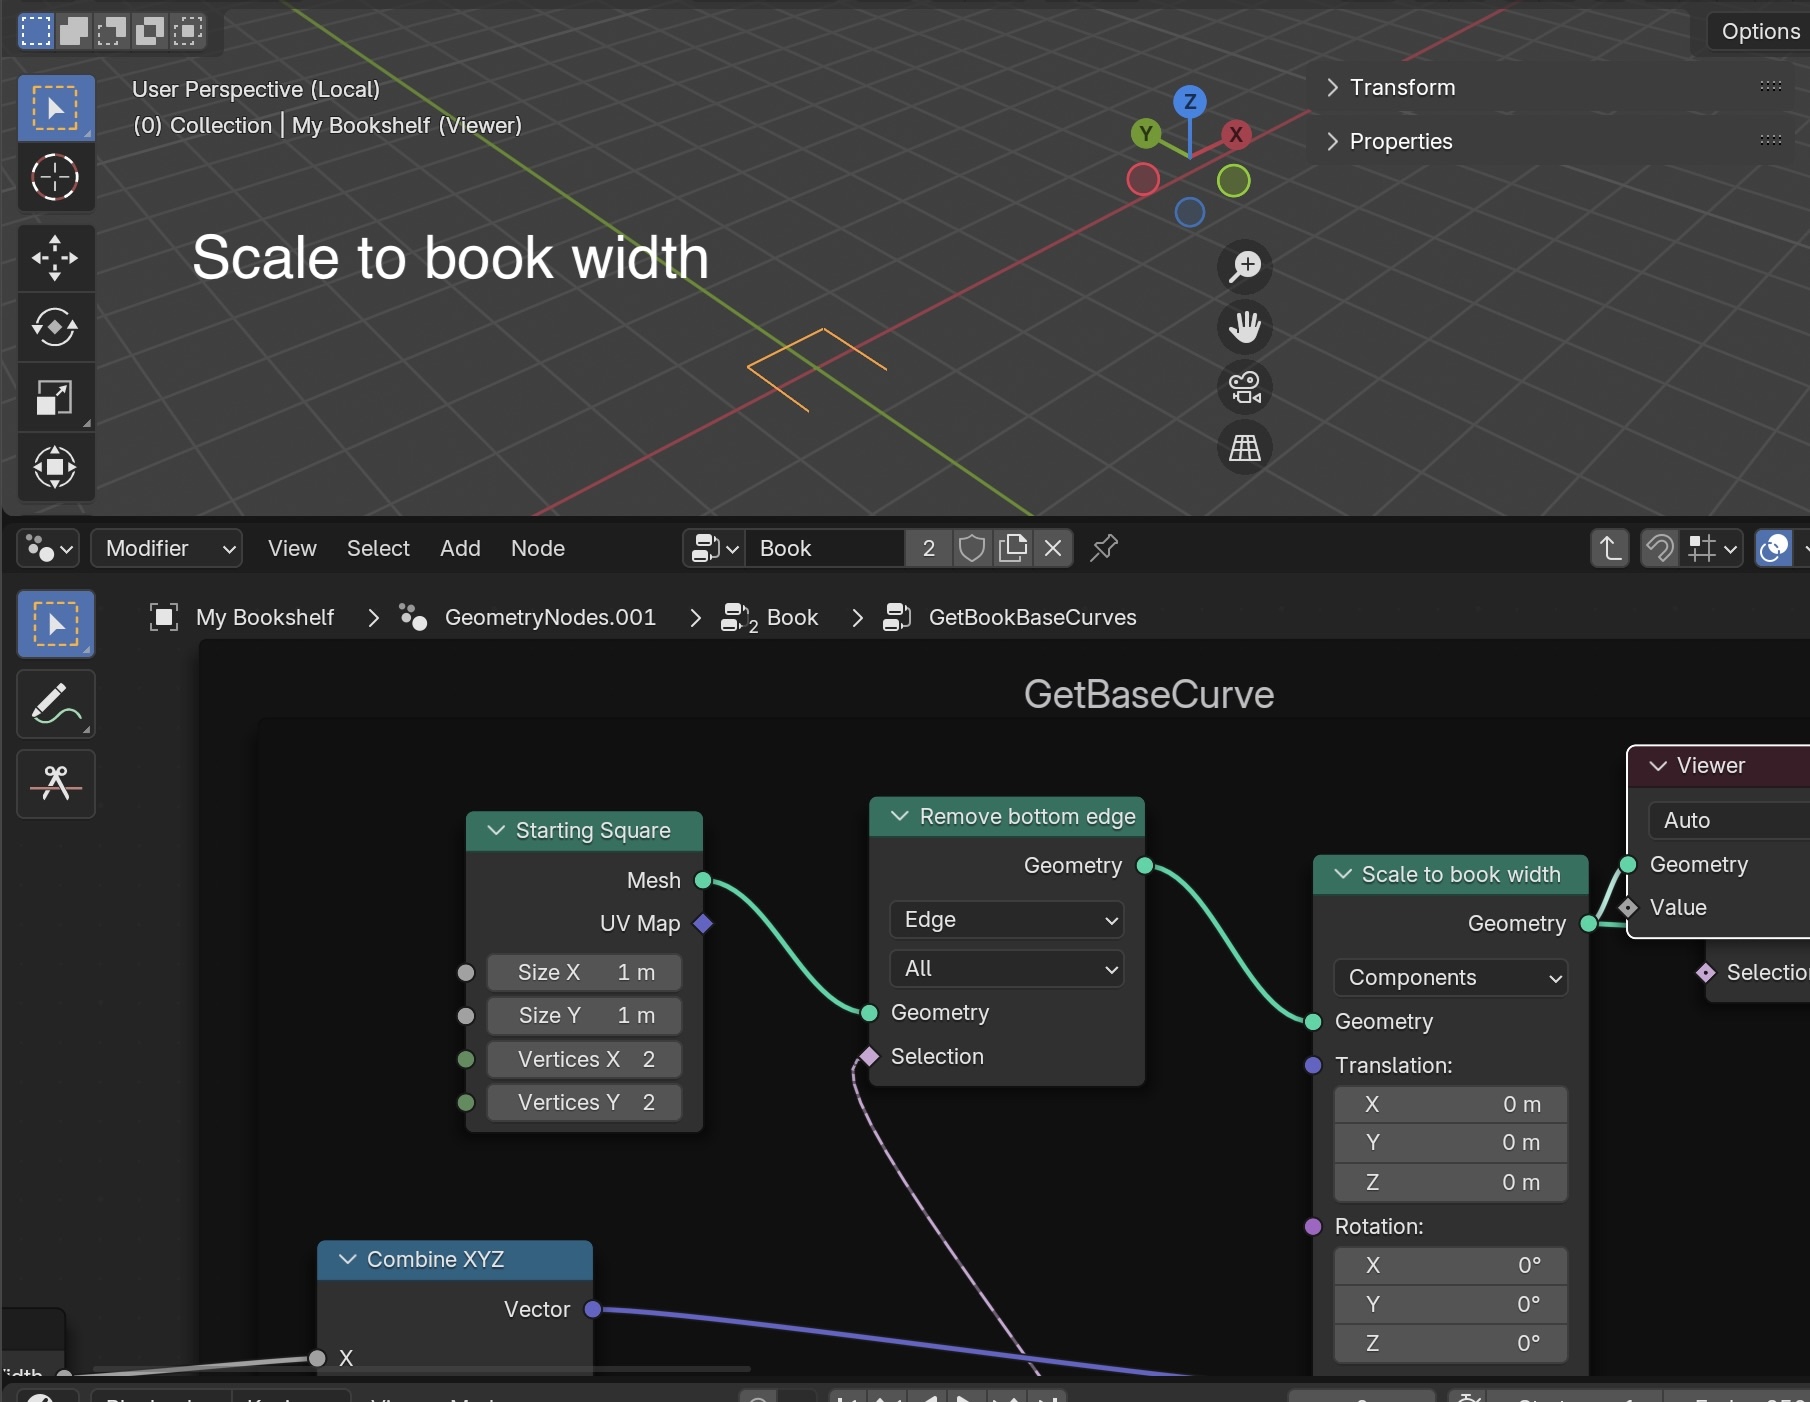 Options
User Perspective (Local)
(0) Collection | My Bookshelf (Viewer)
Z
Y
X
Transform
Properties
Scale to book width
Modifier
View
Select
Add
Node
Book
2
My Bookshelf
GeometryNodes.001
2 Book
GetBookBaseCurves
GetBaseCurve
Starting Square
Mesh
UV Map
Size X 1 m
Size Y 1 m
Vertices X 2
Vertices Y 2
Remove bottom edge
Geometry
Edge
All
Geometry
Selection
Scale to book width
Geometry
Components
Geometry
Translation:
X 0 m
Y 0 m
Z 0 m
Rotation:
X 0°
Y 0°
Z 0°
Viewer
Auto
Geometry
Value
Combine XYZ
Vector
X